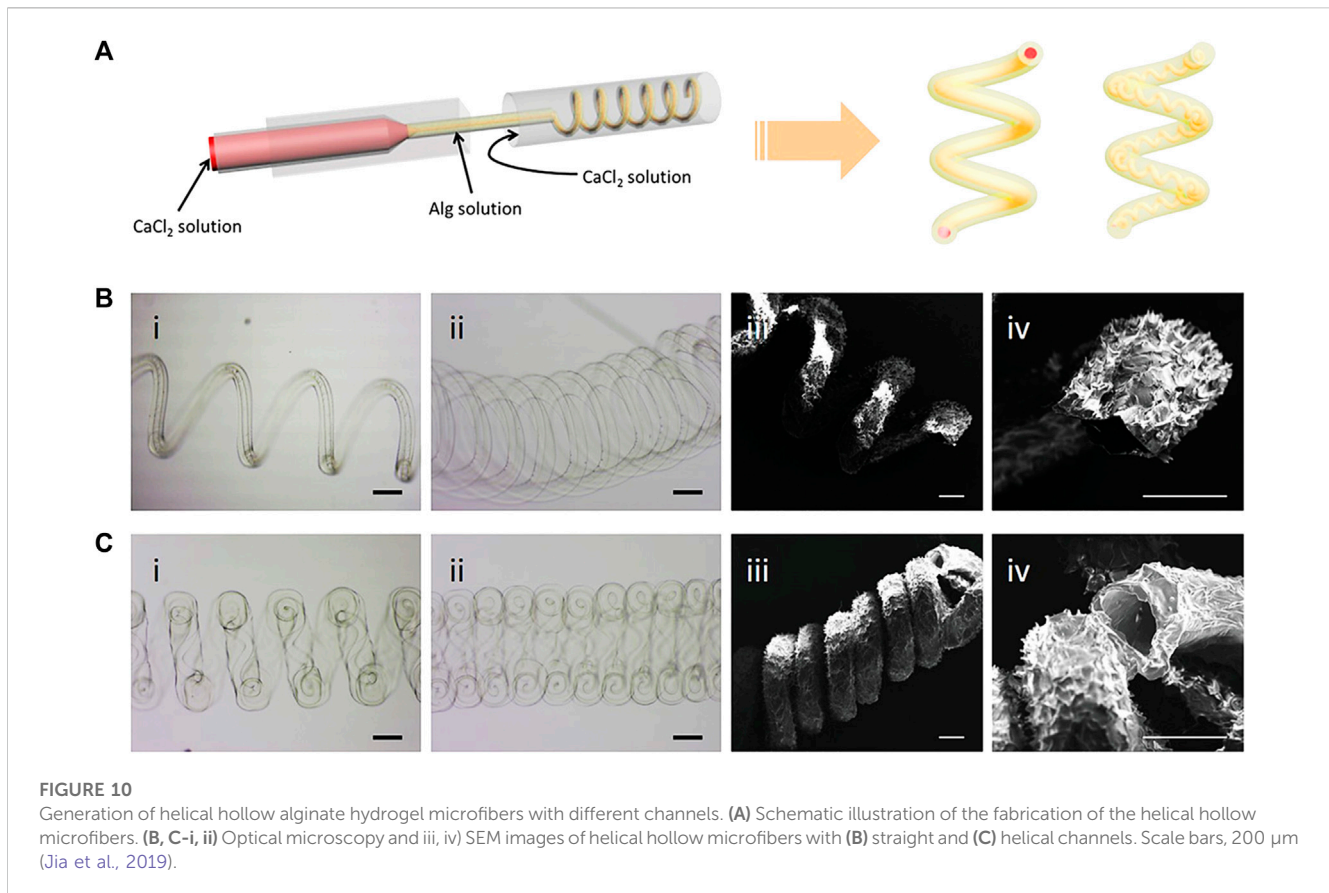 A
CaCl₂ solution
Alg solution
CaCl₂ solution
B
i
ii
iii
iv
C
i
ii
iii
iv
FIGURE 10
Generation of helical hollow alginate hydrogel microfibers with different channels. (A) Schematic illustration of the fabrication of the helical hollow
microfibers. (B, C-i, ii) Optical microscopy and iii, iv) SEM images of helical hollow microfibers with (B) straight and (C) helical channels. Scale bars, 200 μm
(Jia et al., 2019).